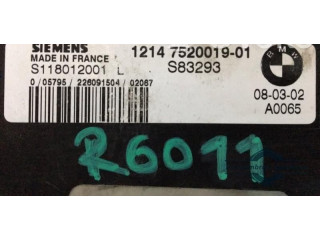 SIEMENS
MADE IN FRANCE
1214 7520019-01
S118012001 L
S83293
0 /05795 / 226091504 / 02087
BMW
08-03-02
A0065
R6011